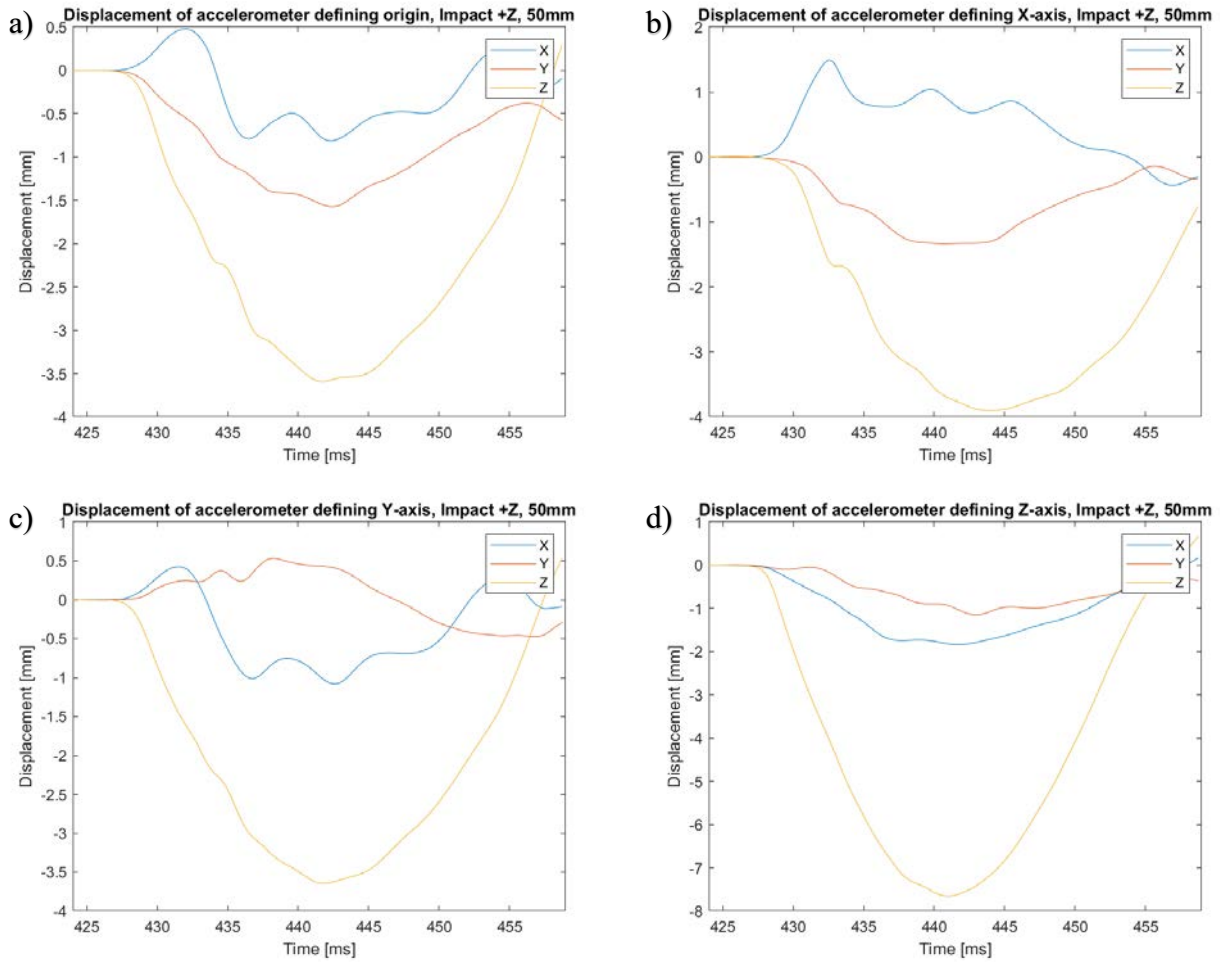 a)
Displacement of accelerometer defining origin, Impact +Z, 50mm
0.5
0
-0.5
-1
-1.5
-2
-2.5
-3
-3.5
-4
Displacement [mm]
X
Y
Z
425 430 435 440 445 450 455
Time [ms]
b)
Displacement of accelerometer defining X-axis, Impact +Z, 50mm
2
1
0
-1
-2
-3
-4
Displacement [mm]
X
Y
Z
425 430 435 440 445 450 455
Time [ms]
c)
Displacement of accelerometer defining Y-axis, Impact +Z, 50mm
1
0.5
0
-0.5
-1
-1.5
-2
-2.5
-3
-3.5
-4
Displacement [mm]
X
Y
Z
425 430 435 440 445 450 455
Time [ms]
d)
Displacement of accelerometer defining Z-axis, Impact +Z, 50mm
1
0
-1
-2
-3
-4
-5
-6
-7
-8
Displacement [mm]
X
Y
Z
425 430 435 440 445 450 455
Time [ms]